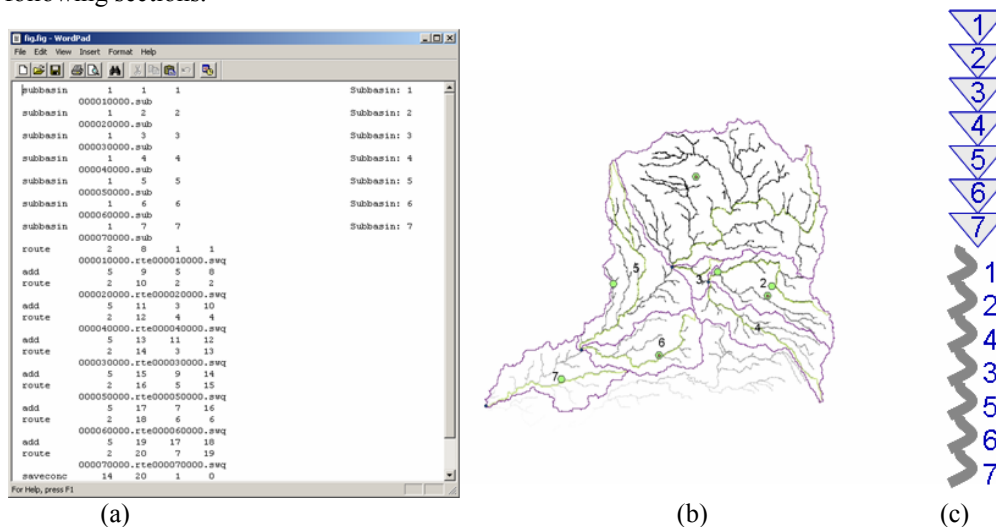 following sections.
fig.fig - WordPad
File Edit View Insert Format Help
subbasin 1 1 1 Subbasin: 1
000010000.sub
subbasin 1 2 2 Subbasin: 2
000020000.sub
subbasin 1 3 3 Subbasin: 3
000030000.sub
subbasin 1 4 4 Subbasin: 4
000040000.sub
subbasin 1 5 5 Subbasin: 5
000050000.sub
subbasin 1 6 6 Subbasin: 6
000060000.sub
subbasin 1 7 7 Subbasin: 7
000070000.sub
route 2 8 1 1
000010000.rte000010000.swq
add 5 9 5 8
route 2 10 2 2
000020000.rte000020000.swq
add 5 11 3 10
route 2 12 4 4
000040000.rte000040000.swq
add 5 13 11 12
route 2 14 3 13
000030000.rte000030000.swq
add 5 15 9 14
route 2 16 5 15
000050000.rte000050000.swq
add 5 17 7 16
route 2 18 6 6
000060000.rte000060000.swq
add 5 19 17 18
route 2 20 7 19
000070000.rte000070000.swq
saveconc 14 20 1 0
For Help, press F1
(a)
5
3
2
4
6
7
(b)
1
2
3
4
5
6
7
1
2
4
3
5
6
7
(c)